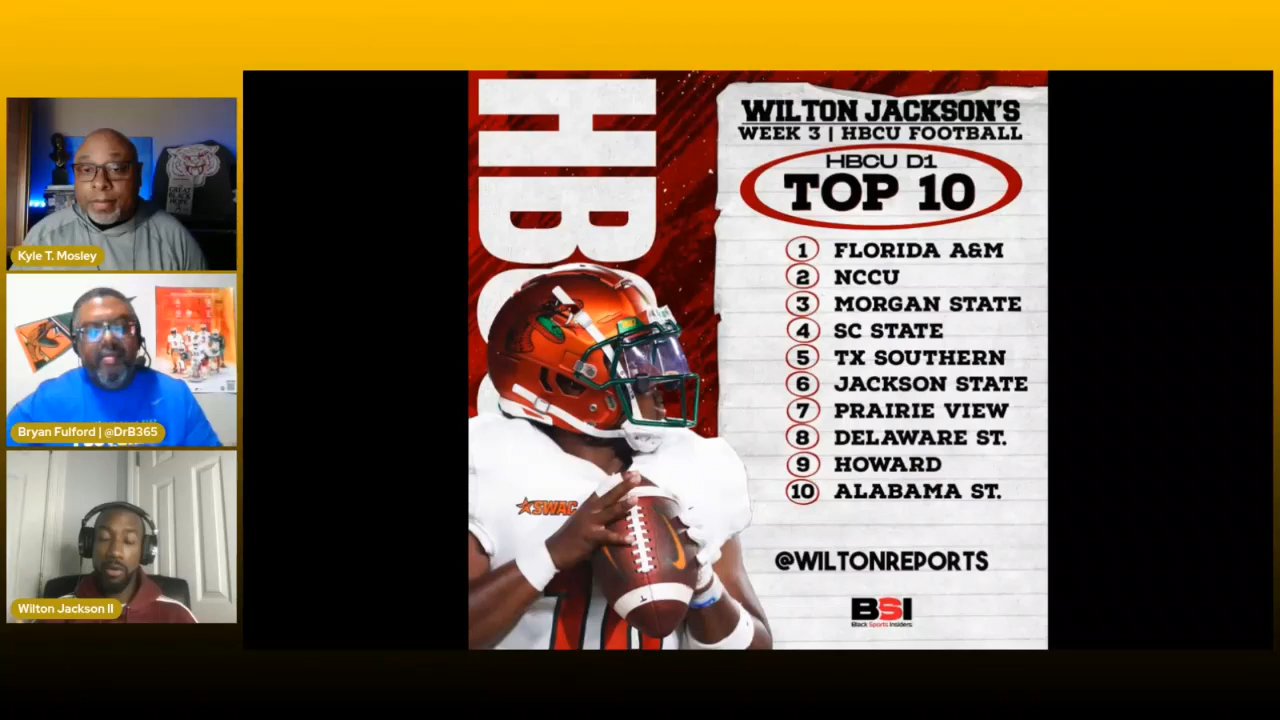 Kyle T. Mosley
Bryan Fulford | @DrB365
Wilton Jackson II
HBC
WILTON JACKSON'S
WEEK 3 | HBCU FOOTBALL
HBCU D1
TOP 10
1 FLORIDA A&M
2 NCCU
3 MORGAN STATE
4 SC STATE
5 TX SOUTHERN
6 JACKSON STATE
7 PRAIRIE VIEW
8 DELAWARE ST.
9 HOWARD
10 ALABAMA ST.
SWAC
@WILTONREPORTS
BSI
Black Sports Insiders